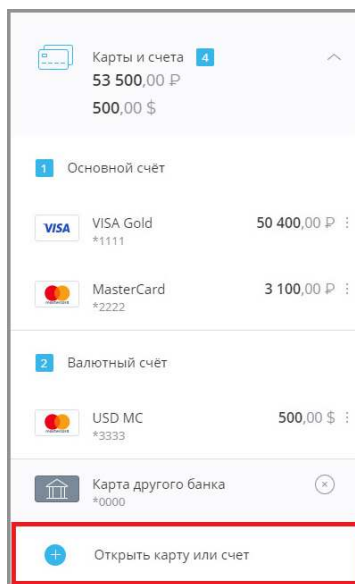 Карты и счета 4
53 500,00 ₽
500,00 $
1 Основной счёт
VISA VISA Gold 50 400,00 ₽
*1111
MasterCard 3 100,00 ₽
*2222
2 Валютный счёт
USD MC 500,00 $
*3333
Карта другого банка
*0000
Открыть карту или счет